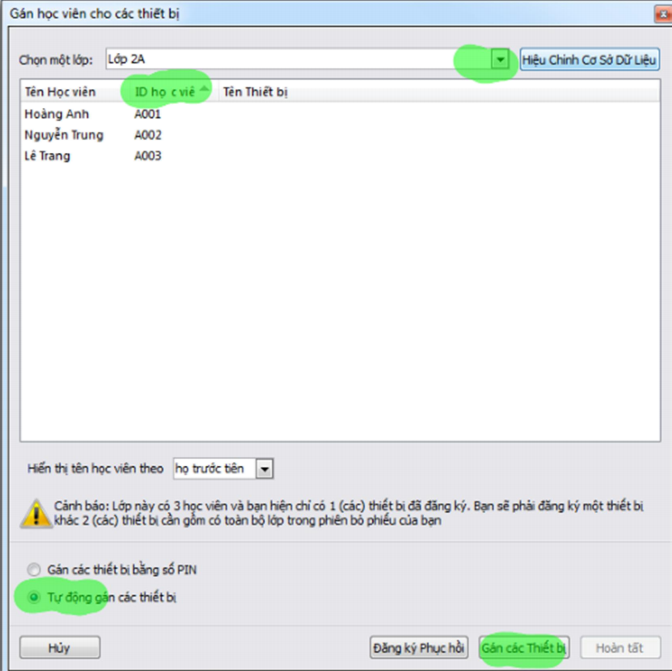 Gán học viên cho các thiết bị
Chọn một lớp: Lớp 2A Hiệu Chỉnh Cơ Sở Dữ Liệu
Tên Học viên ID học viê Tên Thiết bị
Hoàng Anh A001
Nguyễn Trung A002
Lê Trang A003
Hiển thị tên học viên theo họ trước tiên
Cảnh báo: Lớp này có 3 học viên và bạn hiện chỉ có 1 (các) thiết bị đã đăng ký. Bạn sẽ phải đăng ký một thiết bị
khác 2 (các) thiết bị cần gồm có toàn bộ lớp trong phiên bỏ phiếu của bạn
Gán các thiết bị bằng số PIN
Tự động gán các thiết bị
Hủy Đăng ký Phục hồi Gán các Thiết bị Hoàn tất